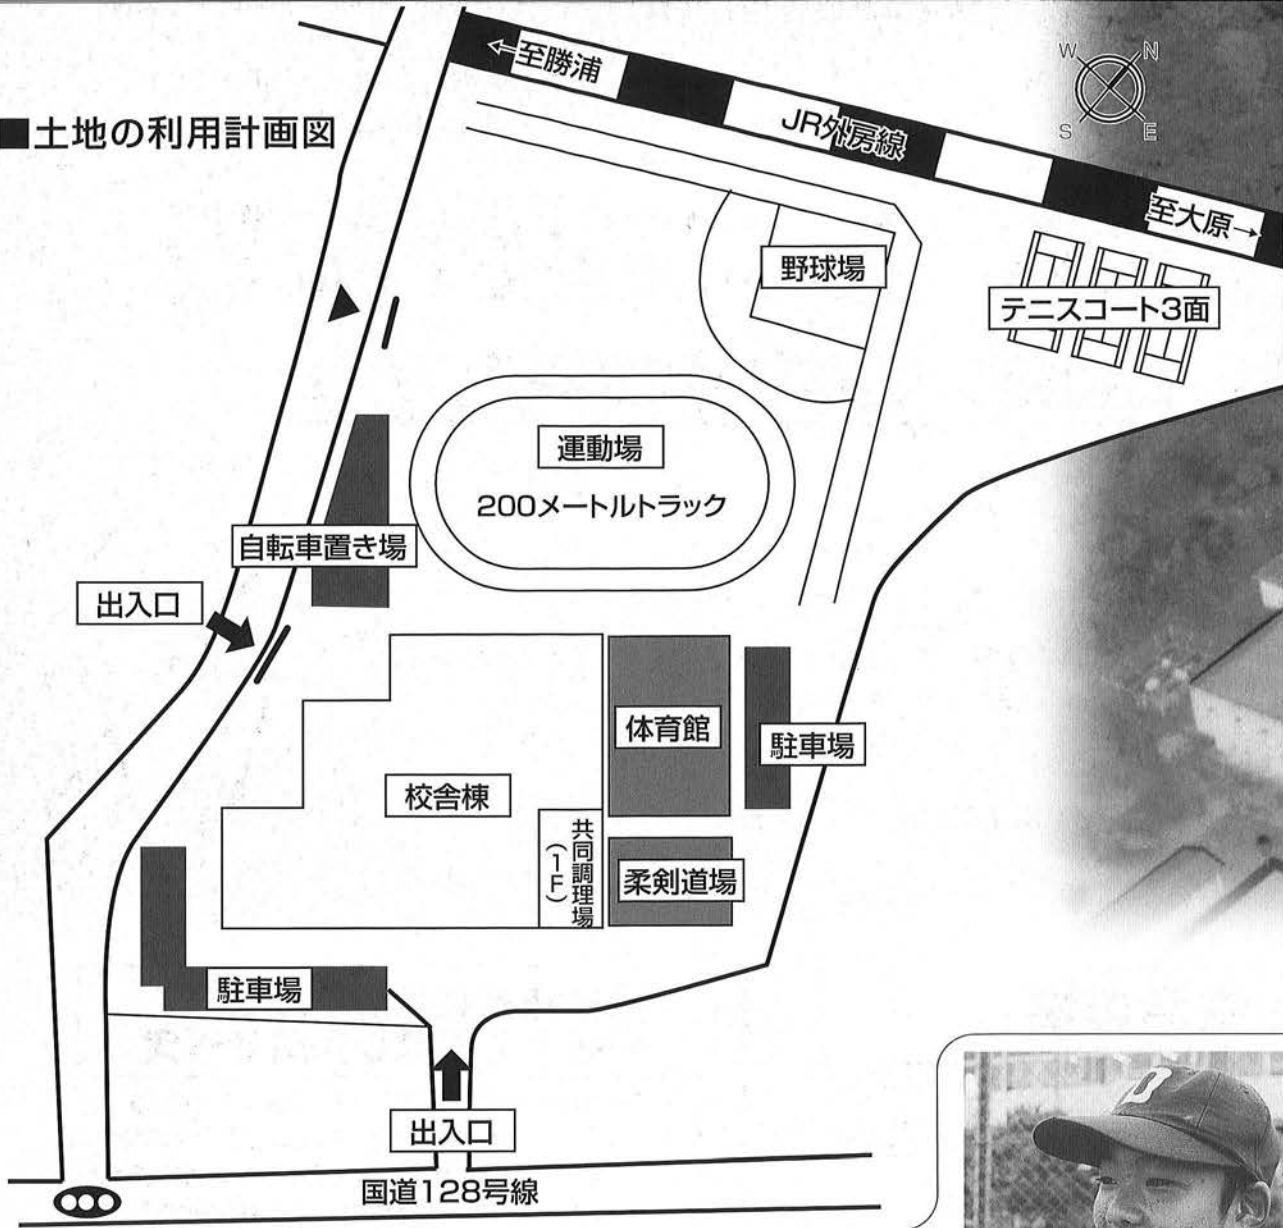 ■土地の利用計画図
⇐至勝浦
JR外房線
至大原→
W N
S E
野球場
テニスコート3面
運動場
200メートルトラック
自転車置き場
出入口
体育館
駐車場
校舎棟
共同調理場
(1F)
柔剣道場
駐車場
出入口
国道128号線
B